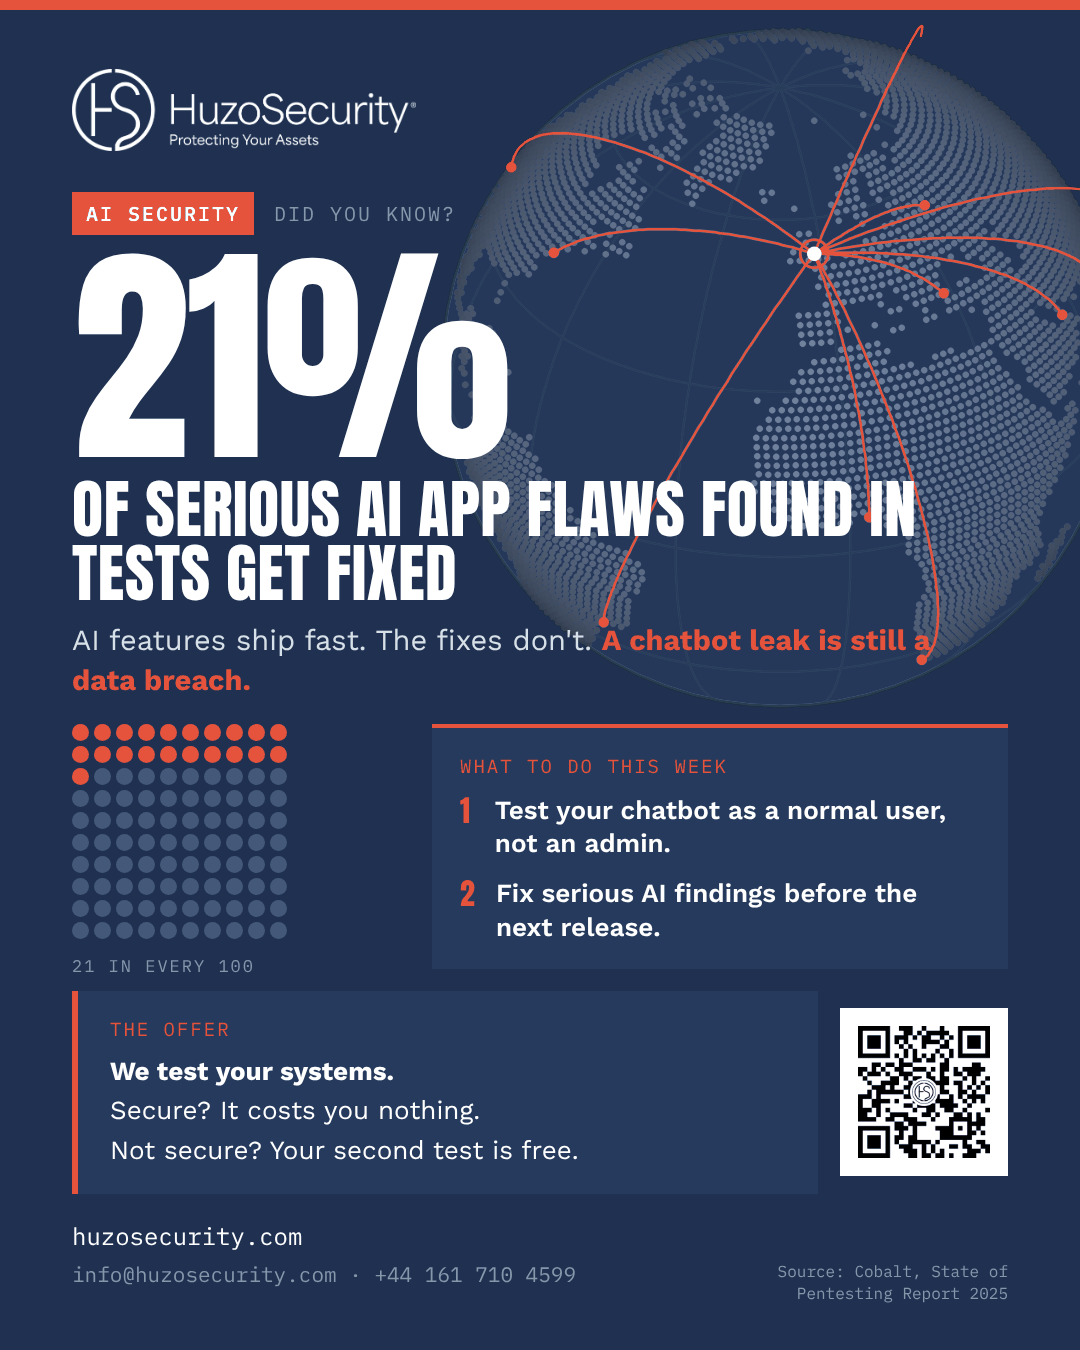 HS HuzoSecurity®
Protecting Your Assets
AI SECURITY DID YOU KNOW?
21%
OF SERIOUS AI APP FLAWS FOUND IN
TESTS GET FIXED
AI features ship fast. The fixes don't. A chatbot leak is still a
data breach.
WHAT TO DO THIS WEEK
1 Test your chatbot as a normal user,
not an admin.
2 Fix serious AI findings before the
next release.
21 IN EVERY 100
THE OFFER
We test your systems.
Secure? It costs you nothing.
Not secure? Your second test is free.
HS
huzosecurity.com
info@huzosecurity.com · +44 161 710 4599
Source: Cobalt, State of
Pentesting Report 2025